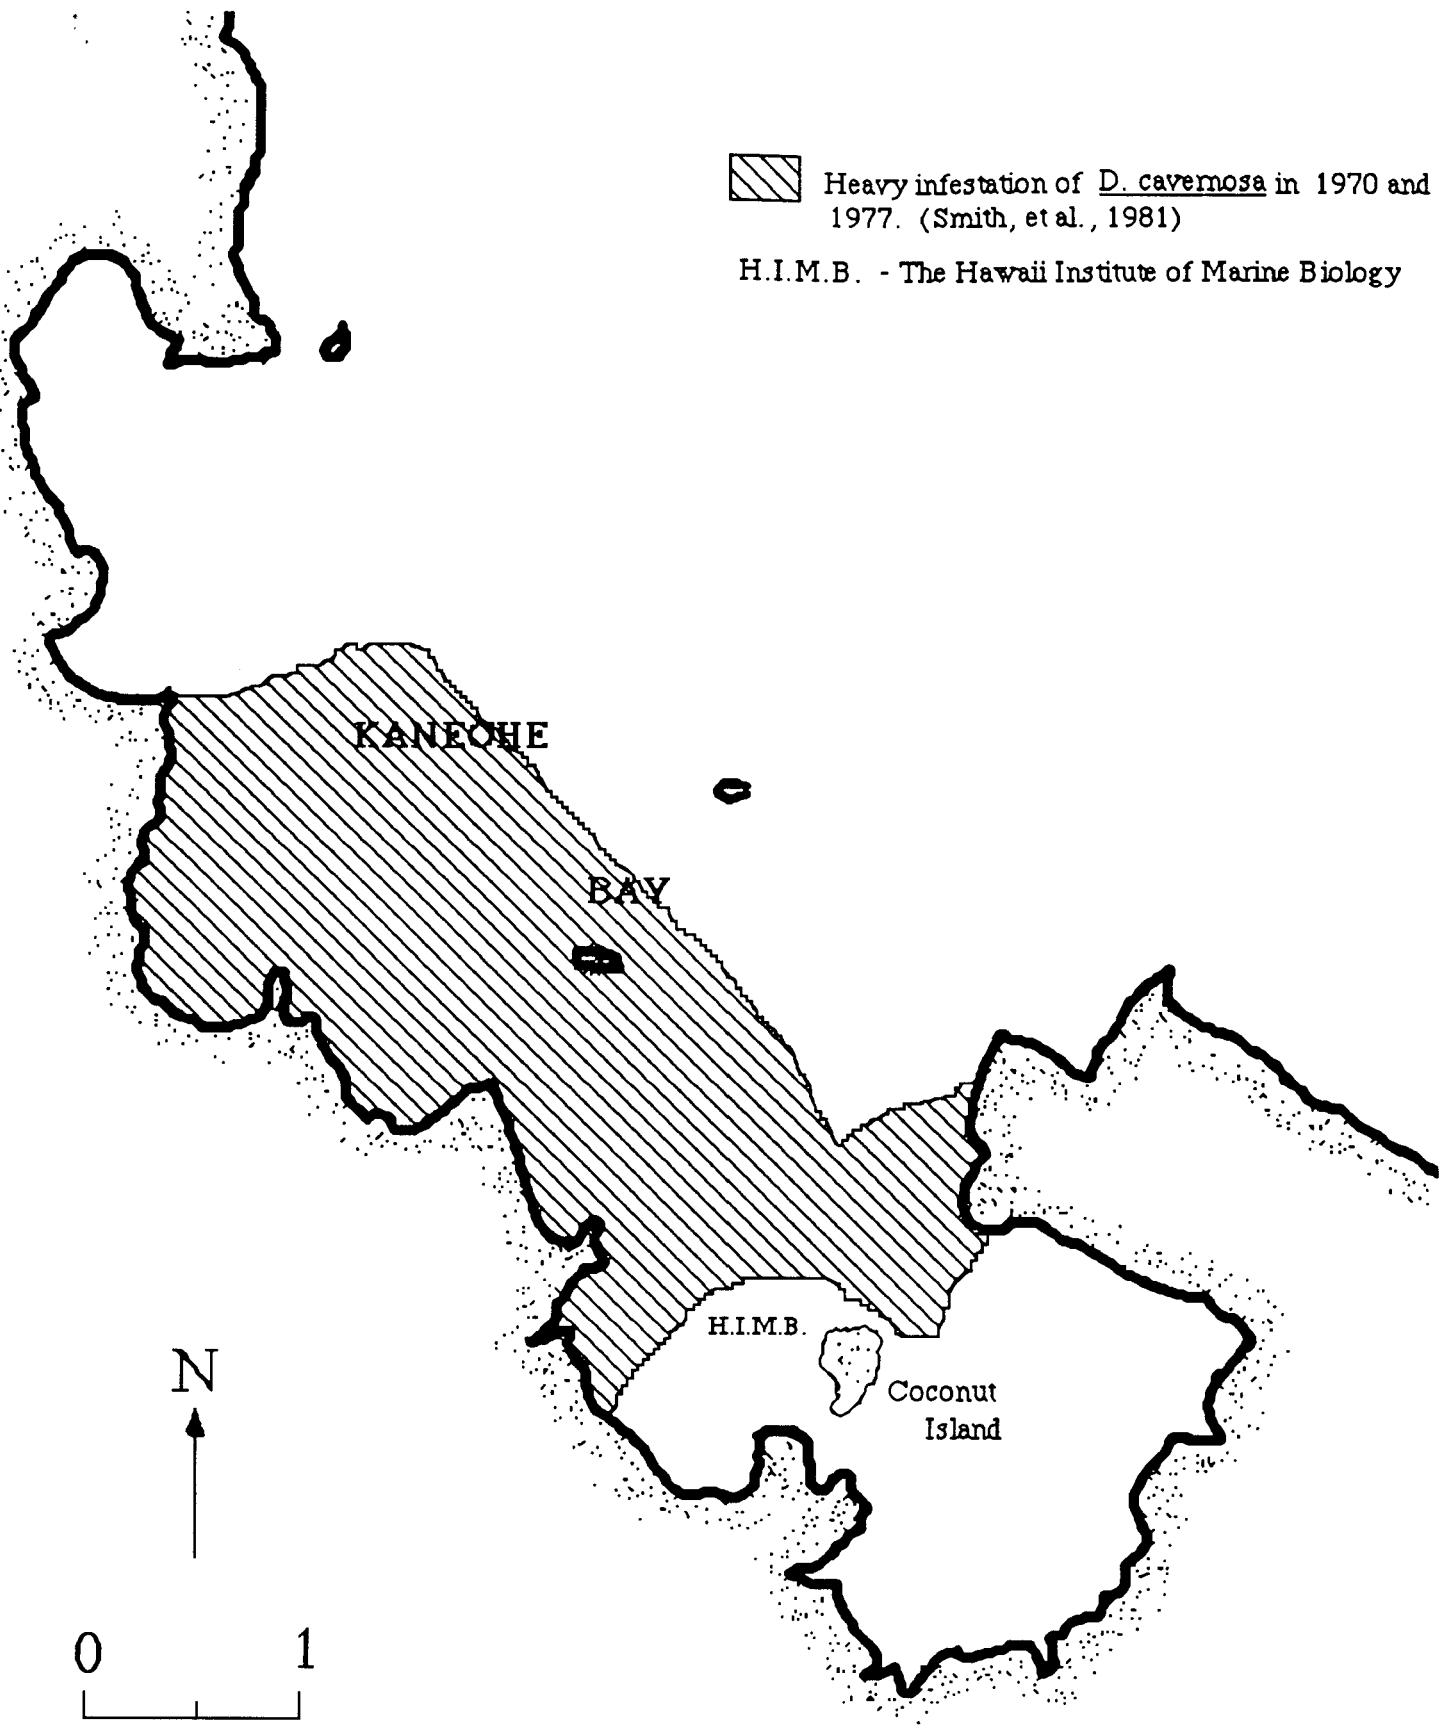 Heavy infestation of D. cavernosa in 1970 and
1977. (Smith, et al., 1981)
H.I.M.B. - The Hawaii Institute of Marine Biology
KANEOHE
BAY
H.I.M.B.
Coconut
Island
N
0 1